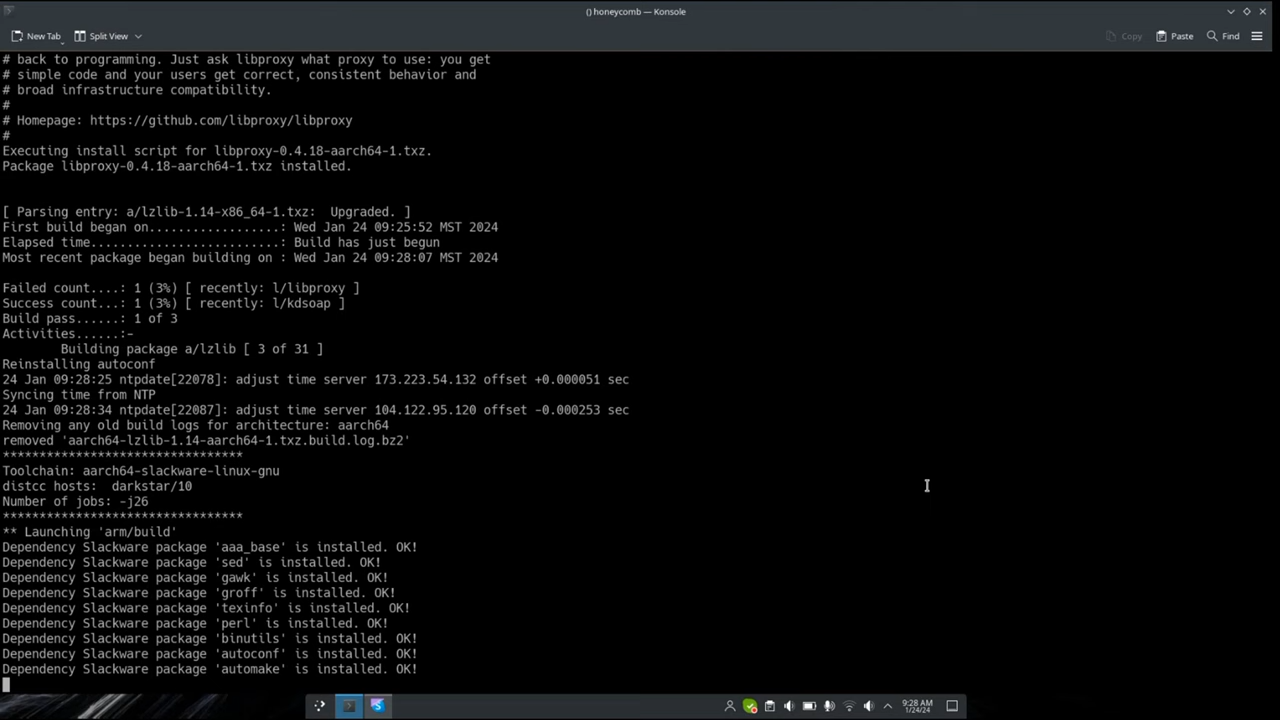 () honeycomb — Konsole
New Tab
Split View
Copy
Paste
Find
# back to programming. Just ask libproxy what proxy to use: you get
# simple code and your users get correct, consistent behavior and
# broad infrastructure compatibility.
#
# Homepage: https://github.com/libproxy/libproxy
#
Executing install script for libproxy-0.4.18-aarch64-1.txz.
Package libproxy-0.4.18-aarch64-1.txz installed.
[ Parsing entry: a/lzlib-1.14-x86_64-1.txz:  Upgraded. ]
First build began on..................: Wed Jan 24 09:25:52 MST 2024
Elapsed time..........................: Build has just begun
Most recent package began building on : Wed Jan 24 09:28:07 MST 2024
Failed count....: 1 (3%) [ recently: l/libproxy ]
Success count...: 1 (3%) [ recently: l/kdsoap ]
Build pass......: 1 of 3
Activities......:-
Building package a/lzlib [ 3 of 31 ]
Reinstalling autoconf
24 Jan 09:28:25 ntpdate[22078]: adjust time server 173.223.54.132 offset +0.000051 sec
Syncing time from NTP
24 Jan 09:28:34 ntpdate[22087]: adjust time server 104.122.95.120 offset -0.000253 sec
Removing any old build logs for architecture: aarch64
removed 'aarch64-lzlib-1.14-aarch64-1.txz.build.log.bz2'
********************************
Toolchain: aarch64-slackware-linux-gnu
distcc hosts:  darkstar/10
Number of jobs: -j26
********************************
** Launching 'arm/build'
Dependency Slackware package 'aaa_base' is installed. OK!
Dependency Slackware package 'sed' is installed. OK!
Dependency Slackware package 'gawk' is installed. OK!
Dependency Slackware package 'groff' is installed. OK!
Dependency Slackware package 'texinfo' is installed. OK!
Dependency Slackware package 'perl' is installed. OK!
Dependency Slackware package 'binutils' is installed. OK!
Dependency Slackware package 'autoconf' is installed. OK!
Dependency Slackware package 'automake' is installed. OK!
9:28 AM
1/24/24